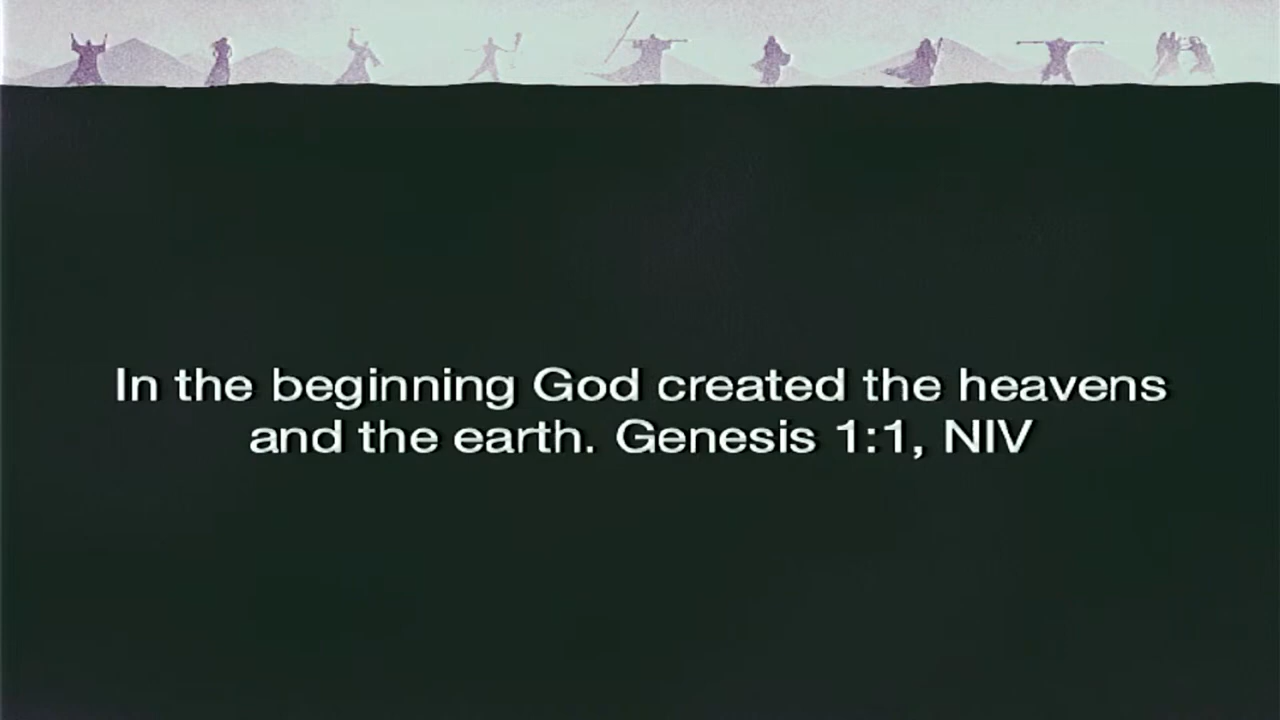 In the beginning God created the heavens
and the earth. Genesis 1:1, NIV